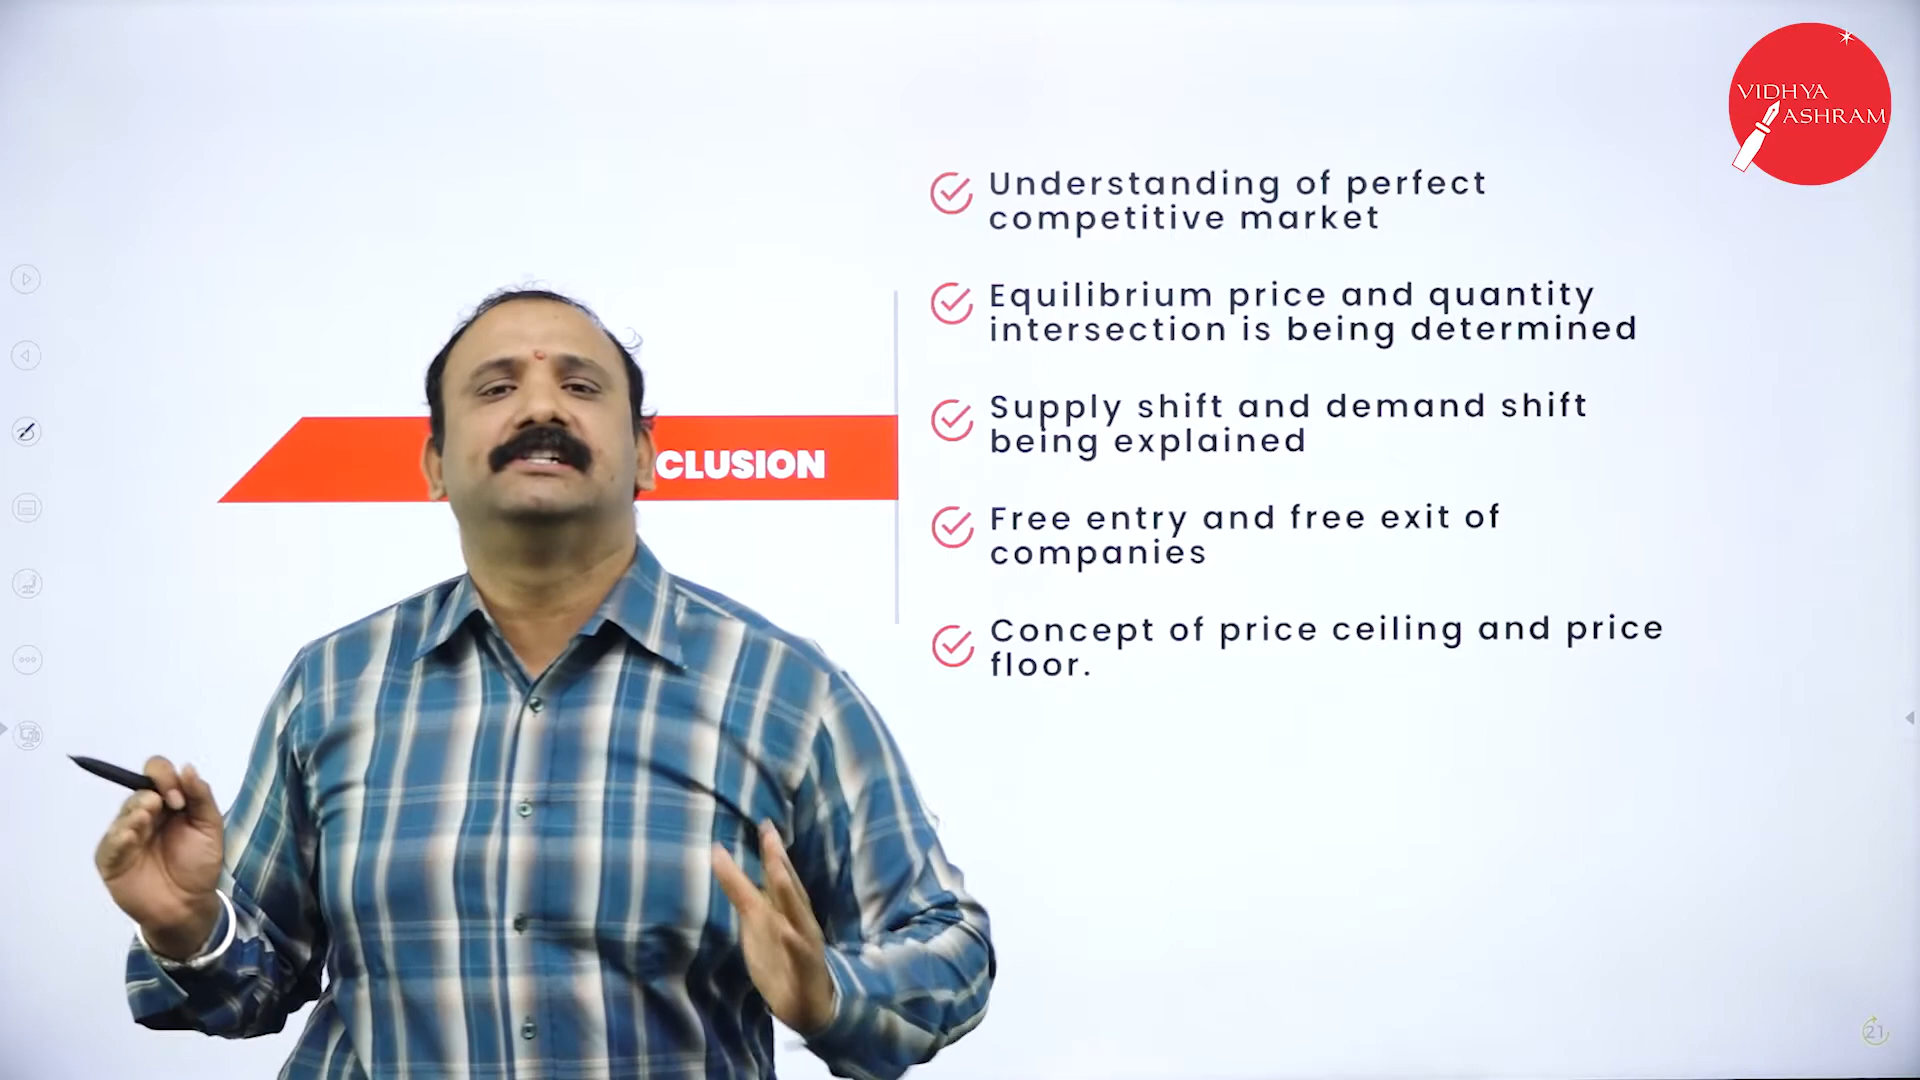 VIDHYA
ASHRAM
Understanding of perfect
competitive market
Equilibrium price and quantity
intersection is being determined
Supply shift and demand shift
being explained
CLUSION
Free entry and free exit of
companies
Concept of price ceiling and price
floor.
21